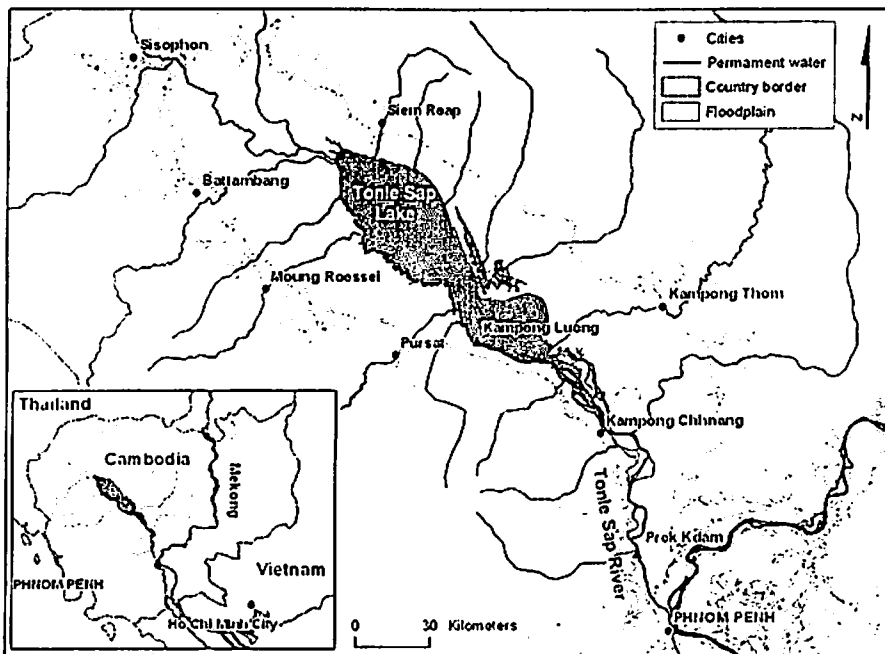 Sisophon
Cities
Permament water
Country border
Floodplain
N
Siem Reap
Battambang
Tonle Sap
Lake
Moung Roessel
Kampong Thom
Kampong Luong
Pursat
Kampong Chhnang
Tonle Sap River
Prek Kdam
PHNOM PENH
Thailand
Cambodia
Mekong
Vietnam
PHNOM PENH
Ho Chi Minh City
0 30 Kilometers